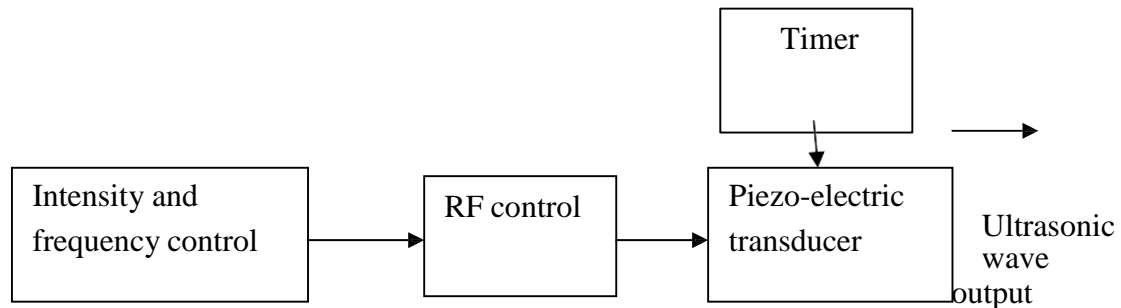 Timer
Intensity and
frequency control
RF control
Piezo-electric
transducer
Ultrasonic
wave
output